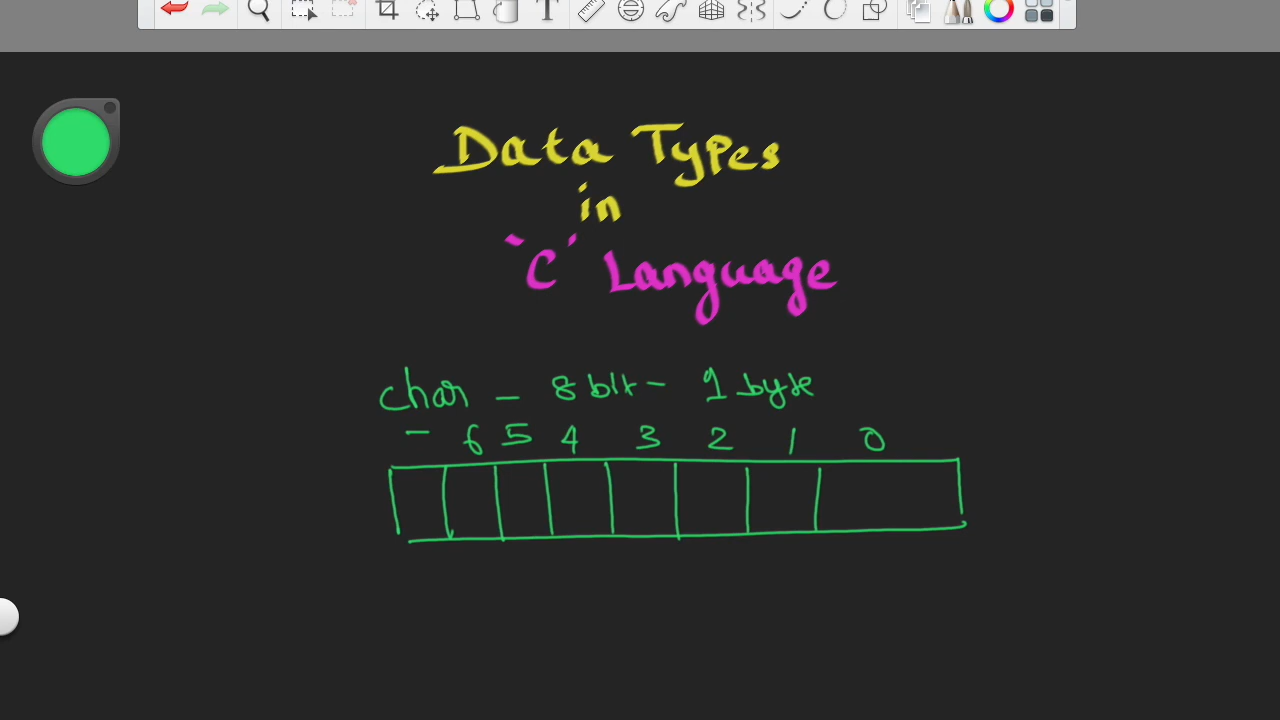 Data Types
in
'C' Language
char - 8 bit - 1 byte
- 6 5 4 3 2 1 0